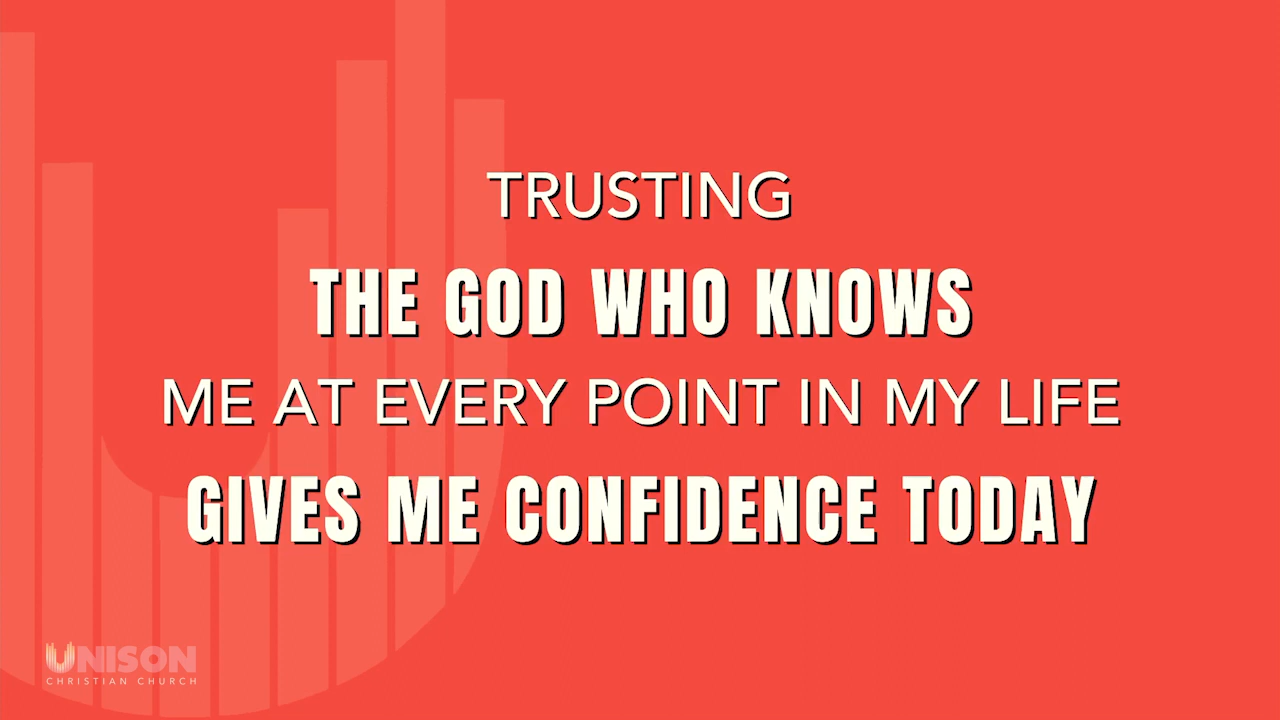 TRUSTING
THE GOD WHO KNOWS
ME AT EVERY POINT IN MY LIFE
GIVES ME CONFIDENCE TODAY
UNISON
CHRISTIAN CHURCH